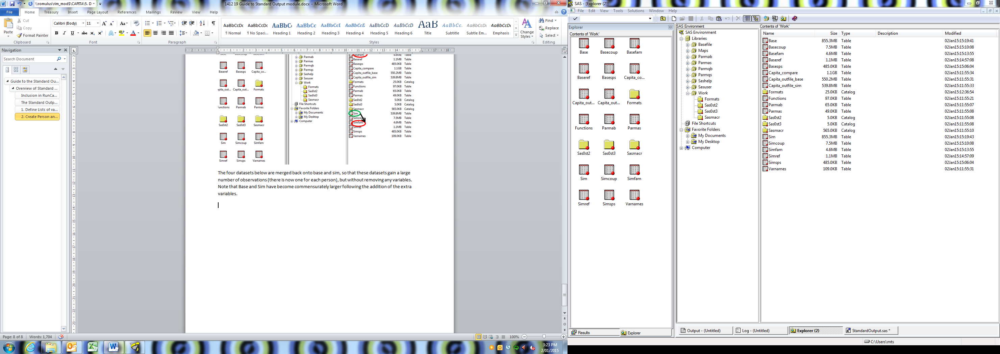 \\romulus\rim_mod$\CAPITA\5. D
1412 19 Guide to Standard Output module.docx - Microsoft Word
File Home Treasury Insert Page Layout References Mailings Review View Help
Paste
Cut
Copy
Format Painter
Clipboard
Calibri (Body) 11
Font
Paragraph
AaBbCcDc AaBbCcDc AaBbC AaBbCc AaBbCcI AaBbCcD AaBbCcD AaBbCcD AaB AaBbCc. AaBbCcD AaBbCcDc
¶ Normal ¶ No Spaci... Heading 1 Heading 2 Heading 3 Heading 4 Heading 5 Heading 6 Title Subtitle Subtle Em... Emphasis
Styles
Change Styles
Find
Replace
Select
Editing
Navigation
Search Document
Guide to the Standard Ou...
Overview of Standard ...
Inclusion in RunCa...
The Standard Outp...
1. Define Lists of va...
2. Create Person an...
Baseref Basesps Capita_co...
pita_out... Capita_out... Formats
Functions Parmab Parmas
Sas0st2 Sas0st3 Sasmacr
Sim Simcoup Simfam
Simref Simsps Varnames
Parmab
Parmas
Parmqb
Parmqs
Sashelp
Sasuser
Work
Formats
Sas0st2
Sas0st3
Sasmacr
File Shortcuts
Favorite Folders
My Documents
My Desktop
Computer
Basefam 4.6MB Table
Baseref 1.1MB Table
Basesps 485.0KB Table
Capita_compare 1.1GB Table
Capita_outfile_base 550.2MB Table
Capita_outfile_sim 539.8MB Table
Formats 25.0KB Catalog
Functions 97.0KB Table
Parmab 65.0KB Table
Parmas 49.0KB Table
Sas0st2 5.0KB Catalog
Sas0st3 5.0KB Catalog
Sasmacr 565.0KB Catalog
Sim 539.8MB Table
Simcoup 7.5MB Table
Simfam 4.6MB Table
Simref 1.1MB Table
Simsps 485.0KB Table
Varnames 109.0KB Table
The four datasets below are merged back onto base and sim, so that these datasets gain a large
number of observations (there is now one for each person), but without removing any variables.
Note that Base and Sim have become commensurately larger following the addition of the extra
variables.
Page: 8 of 8 Words: 1,704
100%
SAS - [Explorer (2)]
File Edit View Tools Solutions Window Help
Explorer
Contents of 'Work'
Base Basecoup Basefam
Baseref Basesps Capita_co...
Capita_out... Capita_out... Formats
Functions Parmab Parmas
Sas0st2 Sas0st3 Sasmacr
Sim Simcoup Simfam
Simref Simsps Varnames
Results Explorer
SAS Environment
SAS Environment
Libraries
Basefile
Maps
Parmab
Parmas
Parmqb
Parmqs
Sashelp
Sasuser
Work
Formats
Sas0st2
Sas0st3
Sasmacr
File Shortcuts
Favorite Folders
My Documents
My Desktop
Computer
Contents of 'Work'
Name Size Type Description Modified
Base 855.3MB Table 02Jan15:15:19:41
Basecoup 7.5MB Table 02Jan15:15:10:08
Basefam 4.6MB Table 02Jan15:15:13:55
Baseref 1.1MB Table 02Jan15:14:57:08
Basesps 485.0KB Table 02Jan15:15:06:04
Capita_compare 1.1GB Table 02Jan15:11:55:34
Capita_outfile_base 550.2MB Table 02Jan15:11:55:31
Capita_outfile_sim 539.8MB Table 02Jan15:11:55:33
Formats 25.0KB Catalog 02Jan15:12:36:54
Functions 97.0KB Table 02Jan15:11:55:21
Parmab 65.0KB Table 02Jan15:11:55:07
Parmas 49.0KB Table 02Jan15:11:55:08
Sas0st2 5.0KB Catalog 02Jan15:11:55:08
Sas0st3 5.0KB Catalog 02Jan15:11:55:08
Sasmacr 565.0KB Catalog 02Jan15:11:55:10
Sim 855.3MB Table 02Jan15:15:19:43
Simcoup 7.5MB Table 02Jan15:15:10:08
Simfam 4.6MB Table 02Jan15:15:13:55
Simref 1.1MB Table 02Jan15:14:57:09
Simsps 485.0KB Table 02Jan15:15:06:04
Varnames 109.0KB Table 02Jan15:11:55:31
Output - (Untitled) Log - (Untitled) Explorer (2) StandardOutput.sas *
C:\Users\mts
3:23 PM
2/01/2015